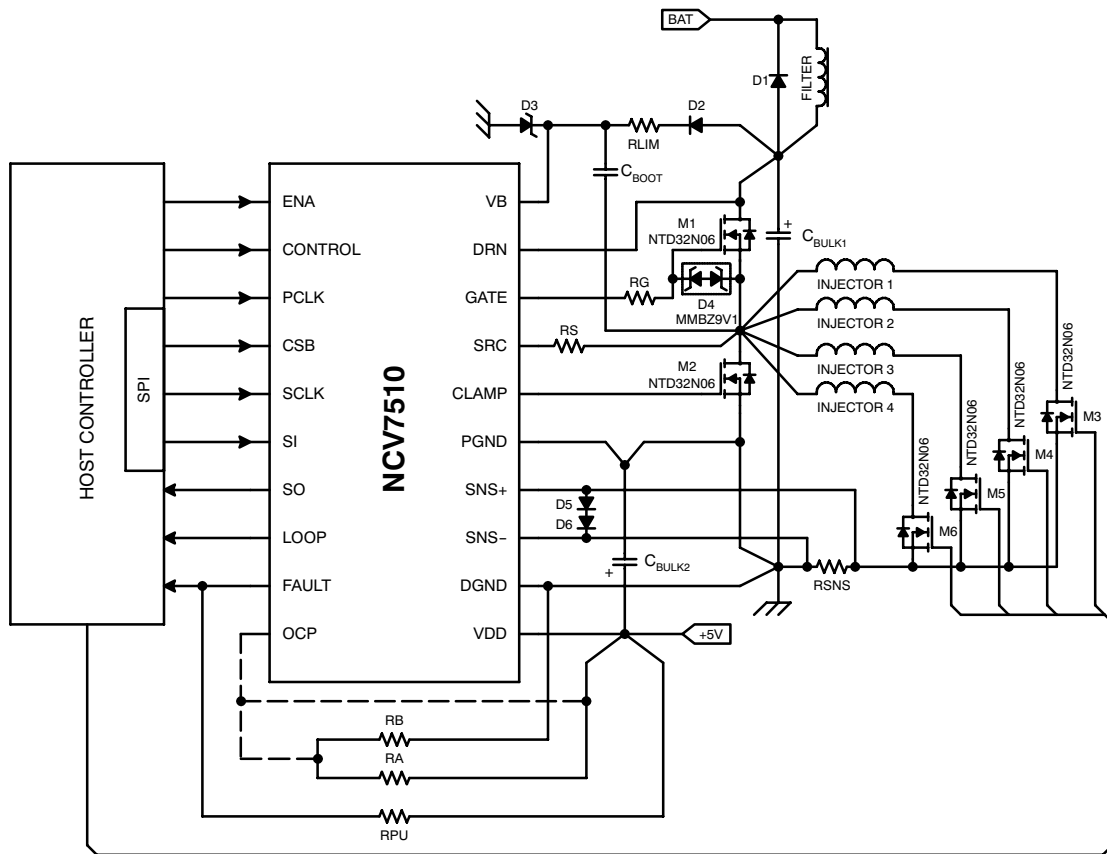 BAT
D1
FILTER
D3
D2
RLIM
C_BOOT
HOST CONTROLLER
SPI
NCV7510
ENA
CONTROL
PCLK
CSB
SCLK
SI
SO
LOOP
FAULT
OCP
VB
DRN
GATE
SRC
CLAMP
PGND
SNS+
SNS−
DGND
VDD
M1
NTD32N06
+
C_BULK1
RG
D4
MMBZ9V1
RS
M2
NTD32N06
INJECTOR 1
INJECTOR 2
INJECTOR 3
INJECTOR 4
NTD32N06
M3
NTD32N06
M4
NTD32N06
M5
NTD32N06
M6
D5
D6
+
C_BULK2
RSNS
+5V
RB
RA
RPU